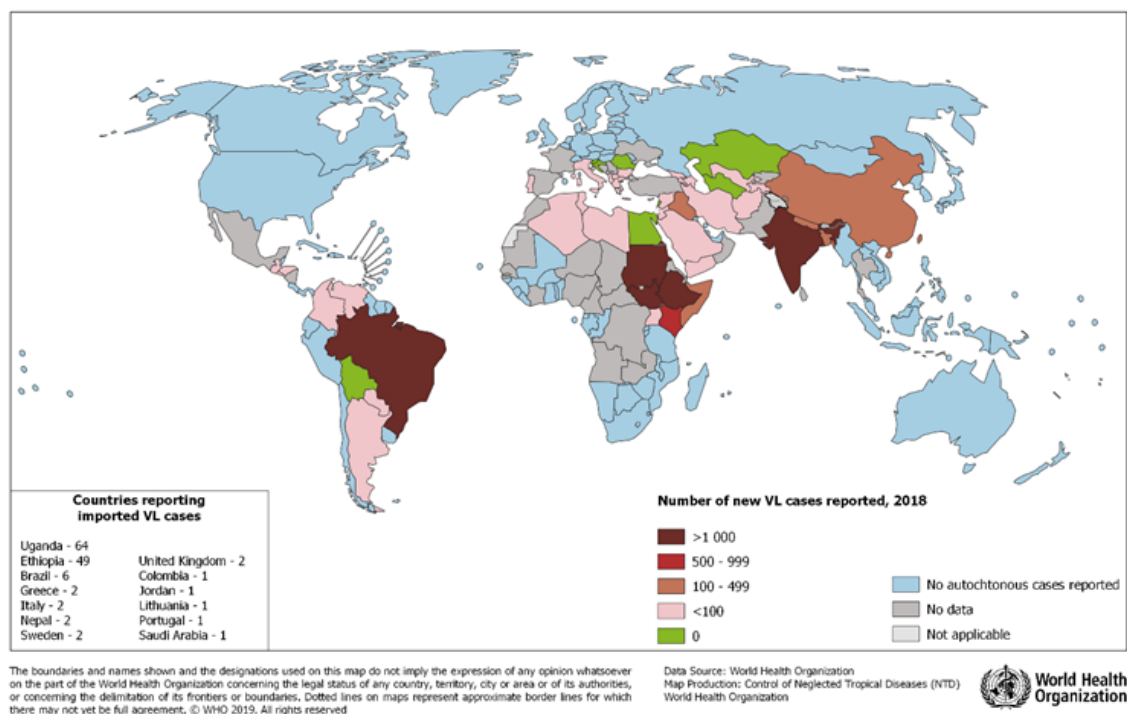 Countries reporting
imported VL cases
Uganda - 64
Ethiopia - 49
Brazil - 6
Greece - 2
Italy - 2
Nepal - 2
Sweden - 2
United Kingdom - 2
Colombia - 1
Jordan - 1
Lithuania - 1
Portugal - 1
Saudi Arabia - 1
Number of new VL cases reported, 2018
>1 000
500 - 999
100 - 499
<100
0
No autochtonous cases reported
No data
Not applicable
The boundaries and names shown and the designations used on this map do not imply the expression of any opinion whatsoever
on the part of the World Health Organization concerning the legal status of any country, territory, city or area or of its authorities,
or concerning the delimitation of its frontiers or boundaries. Dotted lines on maps represent approximate border lines for which
there may not yet be full agreement. © WHO 2019. All rights reserved
Data Source: World Health Organization
Map Production: Control of Neglected Tropical Diseases (NTD)
World Health Organization
World Health
Organization